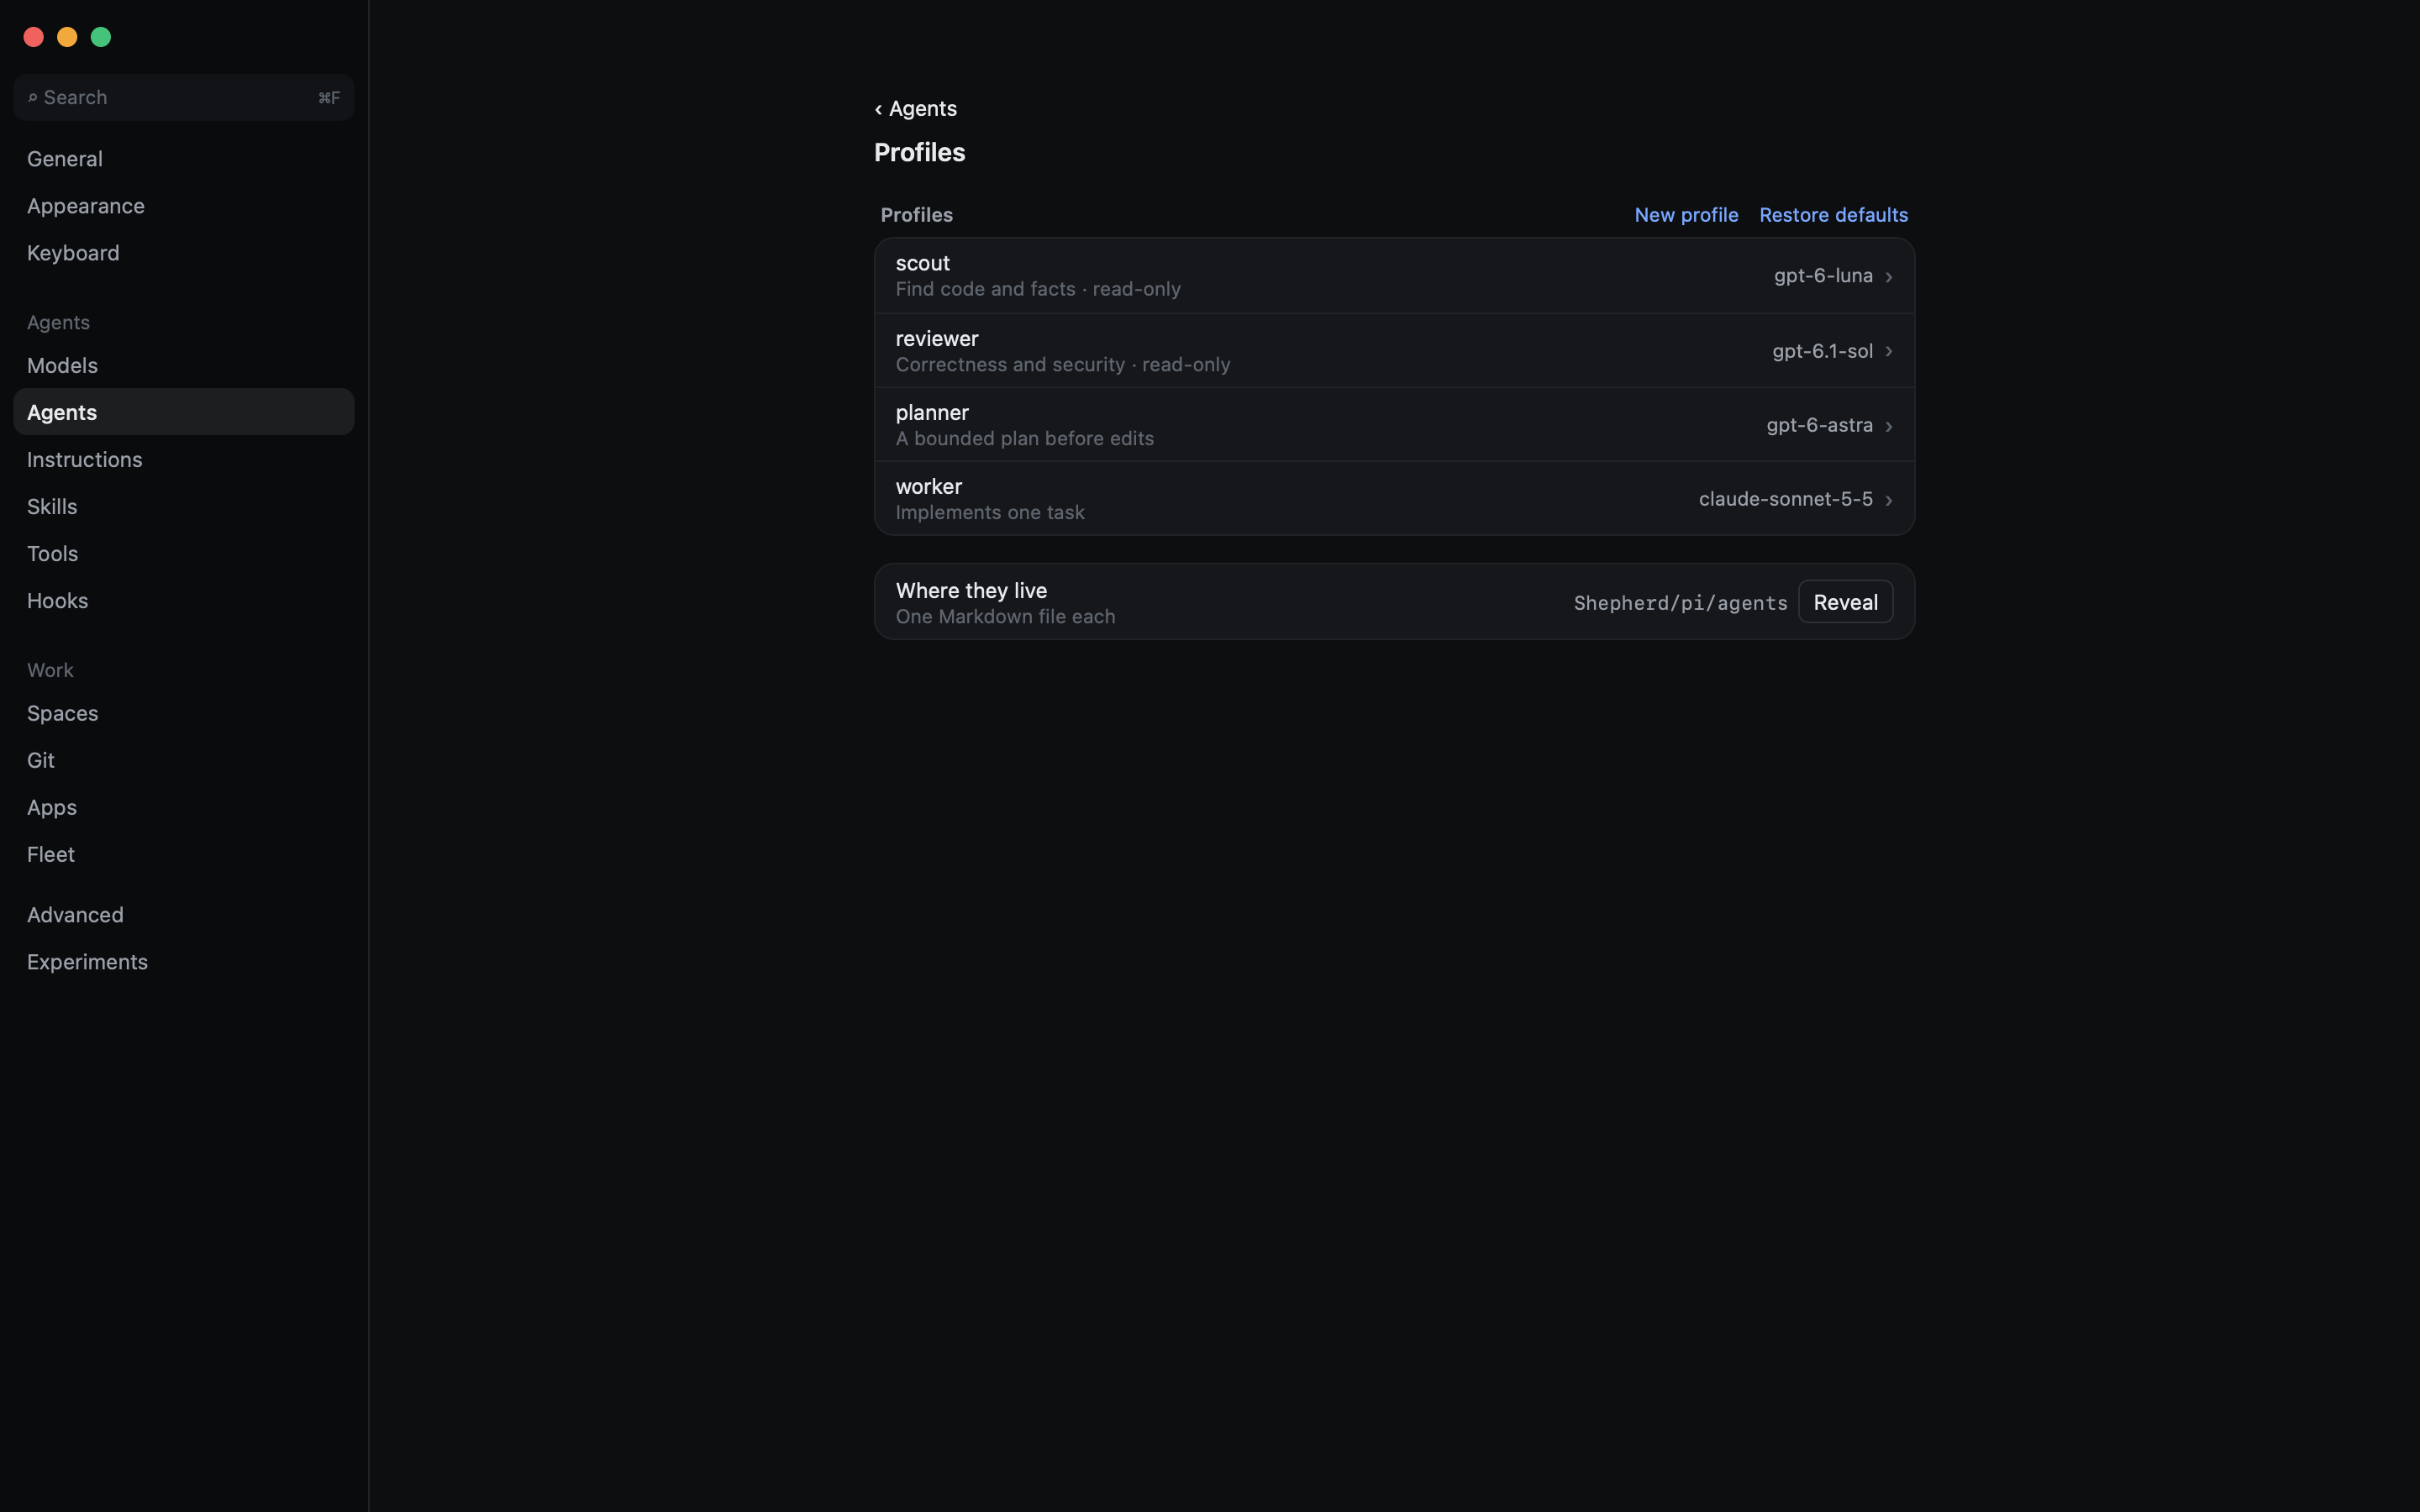 Search ⌘F
General
Appearance
Keyboard
Agents
Models
Agents
Instructions
Skills
Tools
Hooks
Work
Spaces
Git
Apps
Fleet
Advanced
Experiments
‹ Agents
Profiles
Profiles New profile Restore defaults
scout
Find code and facts · read-only
gpt-6-luna ›
reviewer
Correctness and security · read-only
gpt-6.1-sol ›
planner
A bounded plan before edits
gpt-6-astra ›
worker
Implements one task
claude-sonnet-5-5 ›
Where they live
One Markdown file each
Shepherd/pi/agents Reveal